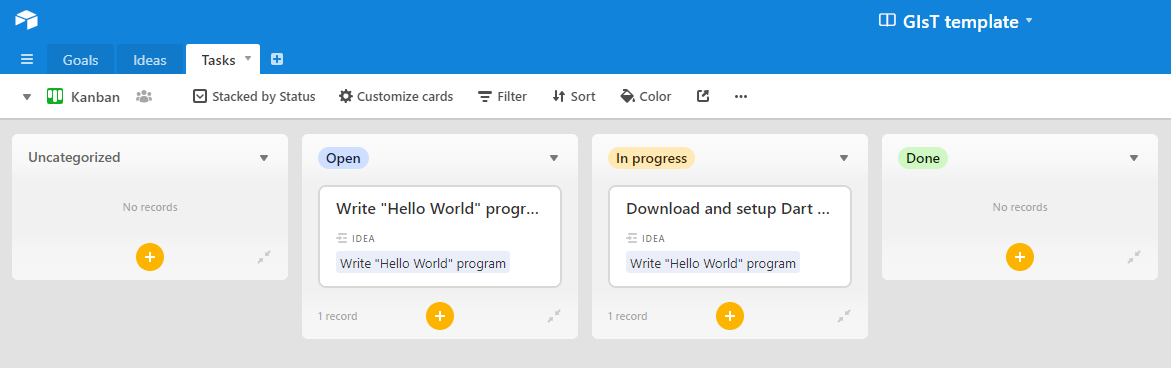 GIsT template
Goals
Ideas
Tasks
Kanban
Stacked by Status
Customize cards
Filter
Sort
Color
Uncategorized
No records
Open
Write "Hello World" progr...
IDEA
Write "Hello World" program
1 record
In progress
Download and setup Dart ...
IDEA
Write "Hello World" program
1 record
Done
No records